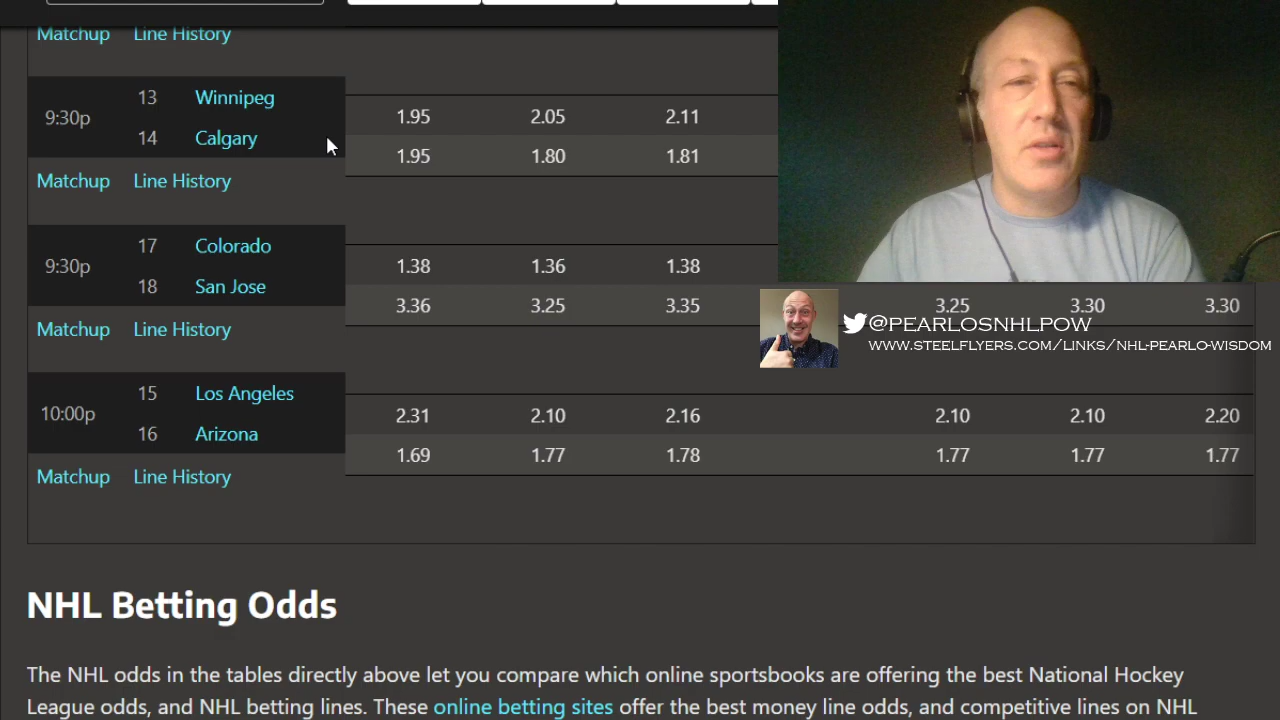 Matchup Line History
9:30p
13 Winnipeg 1.95 2.05 2.11
14 Calgary 1.95 1.80 1.81
Matchup Line History
9:30p
17 Colorado 1.38 1.36 1.38
18 San Jose 3.36 3.25 3.35 3.25 3.30 3.30
@PEARLOSNHLPOW
WWW.STEELFLYERS.COM/LINKS/NHL-PEARLO-WISDOM
Matchup Line History
10:00p
15 Los Angeles 2.31 2.10 2.16 2.10 2.10 2.20
16 Arizona 1.69 1.77 1.78 1.77 1.77 1.77
Matchup Line History
NHL Betting Odds
The NHL odds in the tables directly above let you compare which online sportsbooks are offering the best National Hockey
League odds, and NHL betting lines. These online betting sites offer the best money line odds, and competitive lines on NHL